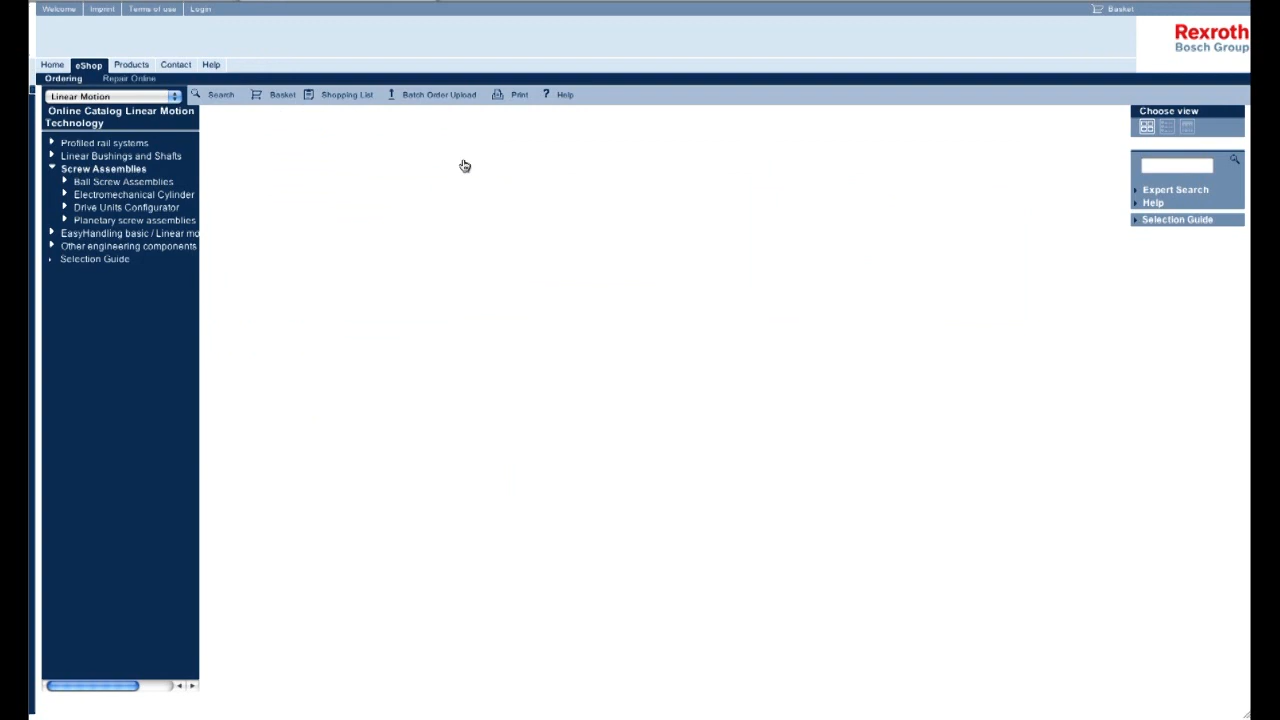 Welcome Imprint Terms of use Login Basket
Rexroth
Bosch Group
Home eShop Products Contact Help
Ordering Repair Online
Linear Motion Search Basket Shopping List Batch Order Upload Print ? Help
Online Catalog Linear Motion
Technology
Choose view
Profiled rail systems
Linear Bushings and Shafts
Screw Assemblies
Ball Screw Assemblies
Electromechanical Cylinder
Drive Units Configurator
Planetary screw assemblies
EasyHandling basic / Linear mo
Other engineering components
Selection Guide
Expert Search
Help
Selection Guide